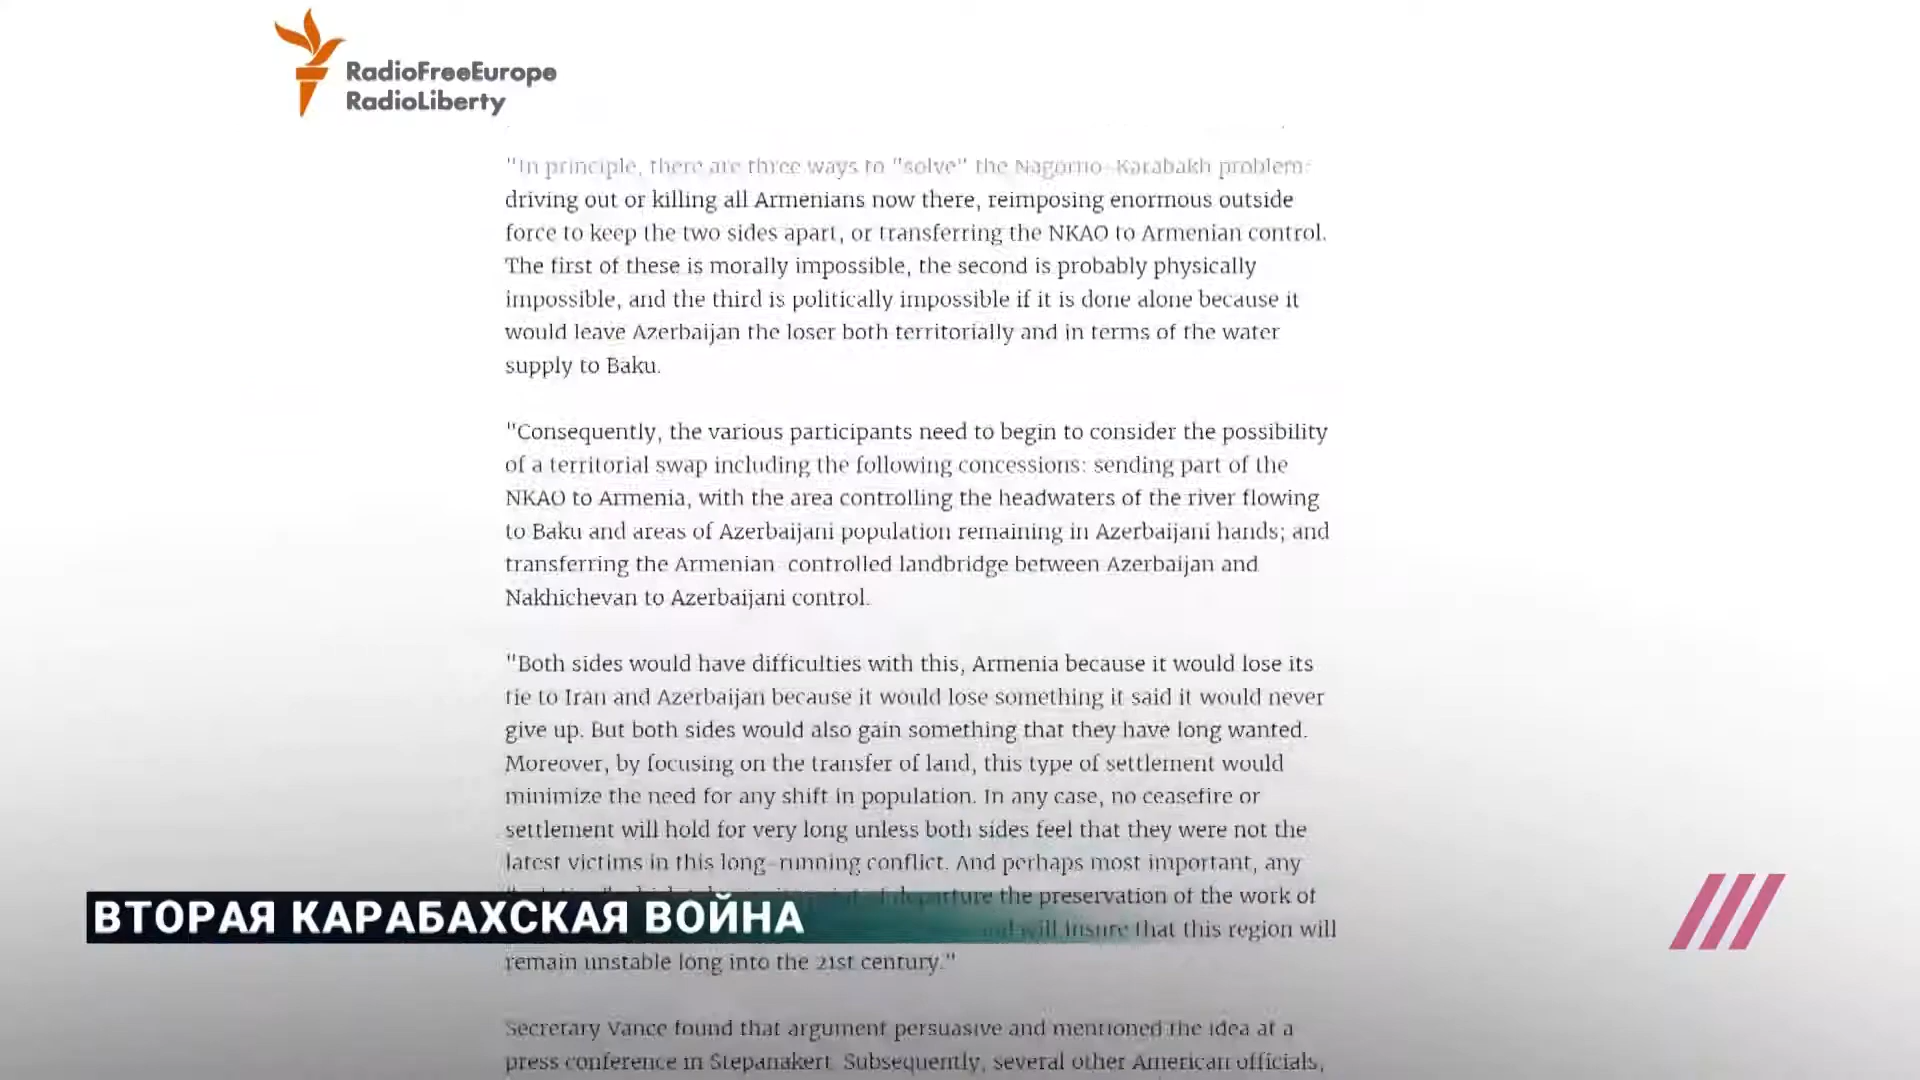 RadioFreeEurope
RadioLiberty
"In principle, there are three ways to "solve" the Nagorno-Karabakh problem:
driving out or killing all Armenians now there, reimposing enormous outside
force to keep the two sides apart, or transferring the NKAO to Armenian control.
The first of these is morally impossible, the second is probably physically
impossible, and the third is politically impossible if it is done alone because it
would leave Azerbaijan the loser both territorially and in terms of the water
supply to Baku.
"Consequently, the various participants need to begin to consider the possibility
of a territorial swap including the following concessions: sending part of the
NKAO to Armenia, with the area controlling the headwaters of the river flowing
to Baku and areas of Azerbaijani population remaining in Azerbaijani hands; and
transferring the Armenian-controlled landbridge between Azerbaijan and
Nakhichevan to Azerbaijani control.
"Both sides would have difficulties with this, Armenia because it would lose its
tie to Iran and Azerbaijan because it would lose something it said it would never
give up. But both sides would also gain something that they have long wanted.
Moreover, by focusing on the transfer of land, this type of settlement would
minimize the need for any shift in population. In any case, no ceasefire or
settlement will hold for very long unless both sides feel that they were not the
latest victims in this long-running conflict. And perhaps most important, any
departure the preservation of the work of
ВТОРАЯ КАРАБАХСКАЯ ВОЙНА
and will insure that this region will
remain unstable long into the 21st century."
Secretary Vance found that argument persuasive and mentioned the idea at a
press conference in Stepanakert. Subsequently, several other American officials,